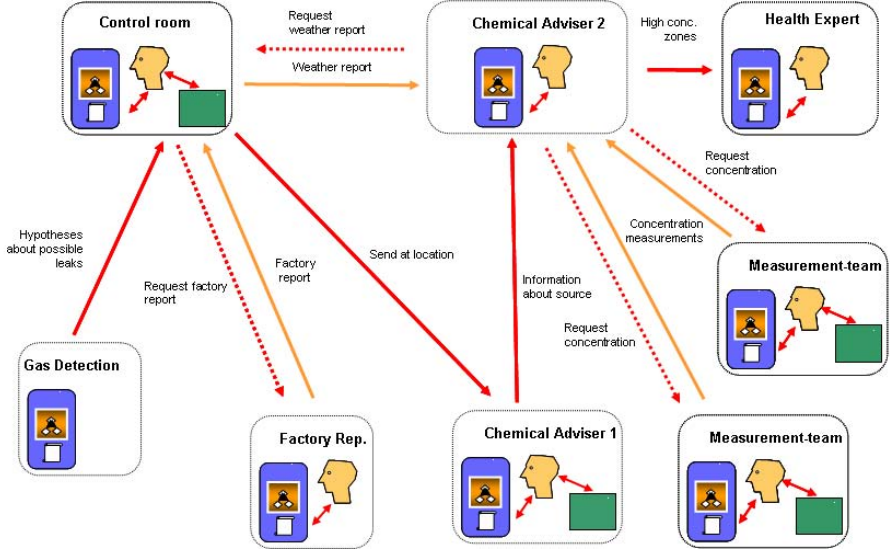 Control room
Request
weather report
Weather report
Chemical Adviser 2
High conc.
zones
Health Expert
Request
concentration
Hypotheses
about possible
leaks
Request factory
report
Factory
report
Send at location
Information
about source
Concentration
measurements
Request
concentration
Measurement-team
Gas Detection
Factory Rep.
Chemical Adviser 1
Measurement-team